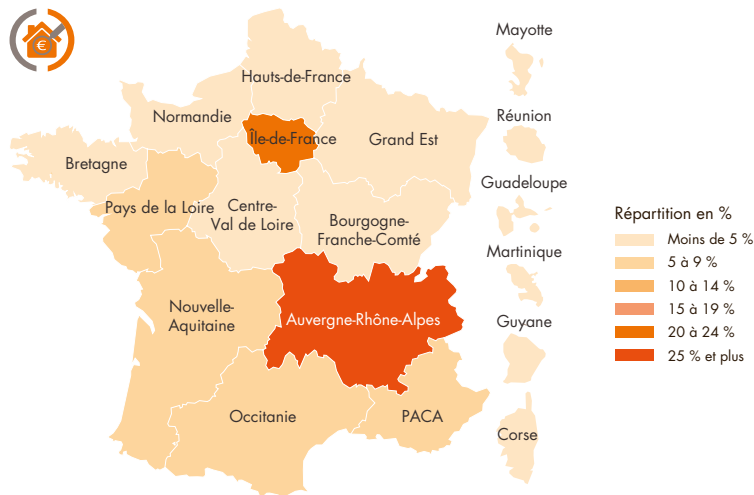 €
Mayotte
Hauts-de-France
Normandie
Réunion
Île-de-France
Grand Est
Bretagne
Guadeloupe
Pays de la Loire
Centre-
Val de Loire
Bourgogne-
Franche-Comté
Martinique
Nouvelle-
Aquitaine
Auvergne-Rhône-Alpes
Guyane
Occitanie
PACA
Corse
Répartition en %
Moins de 5 %
5 à 9 %
10 à 14 %
15 à 19 %
20 à 24 %
25 % et plus